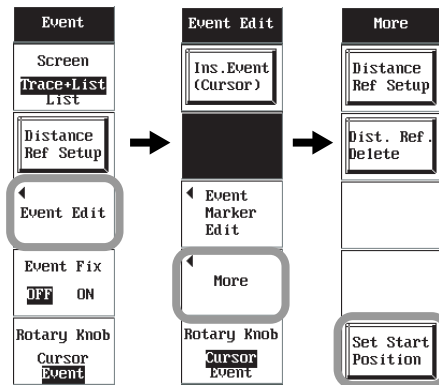 Event
Screen
Trace+List
List
Distance
Ref Setup
Event Edit
Event Fix
OFF ON
Rotary Knob
Cursor
Event
Event Edit
Ins.Event
(Cursor)
Event
Marker
Edit
More
Rotary Knob
Cursor
Event
More
Distance
Ref Setup
Dist. Ref.
Delete
Set Start
Position